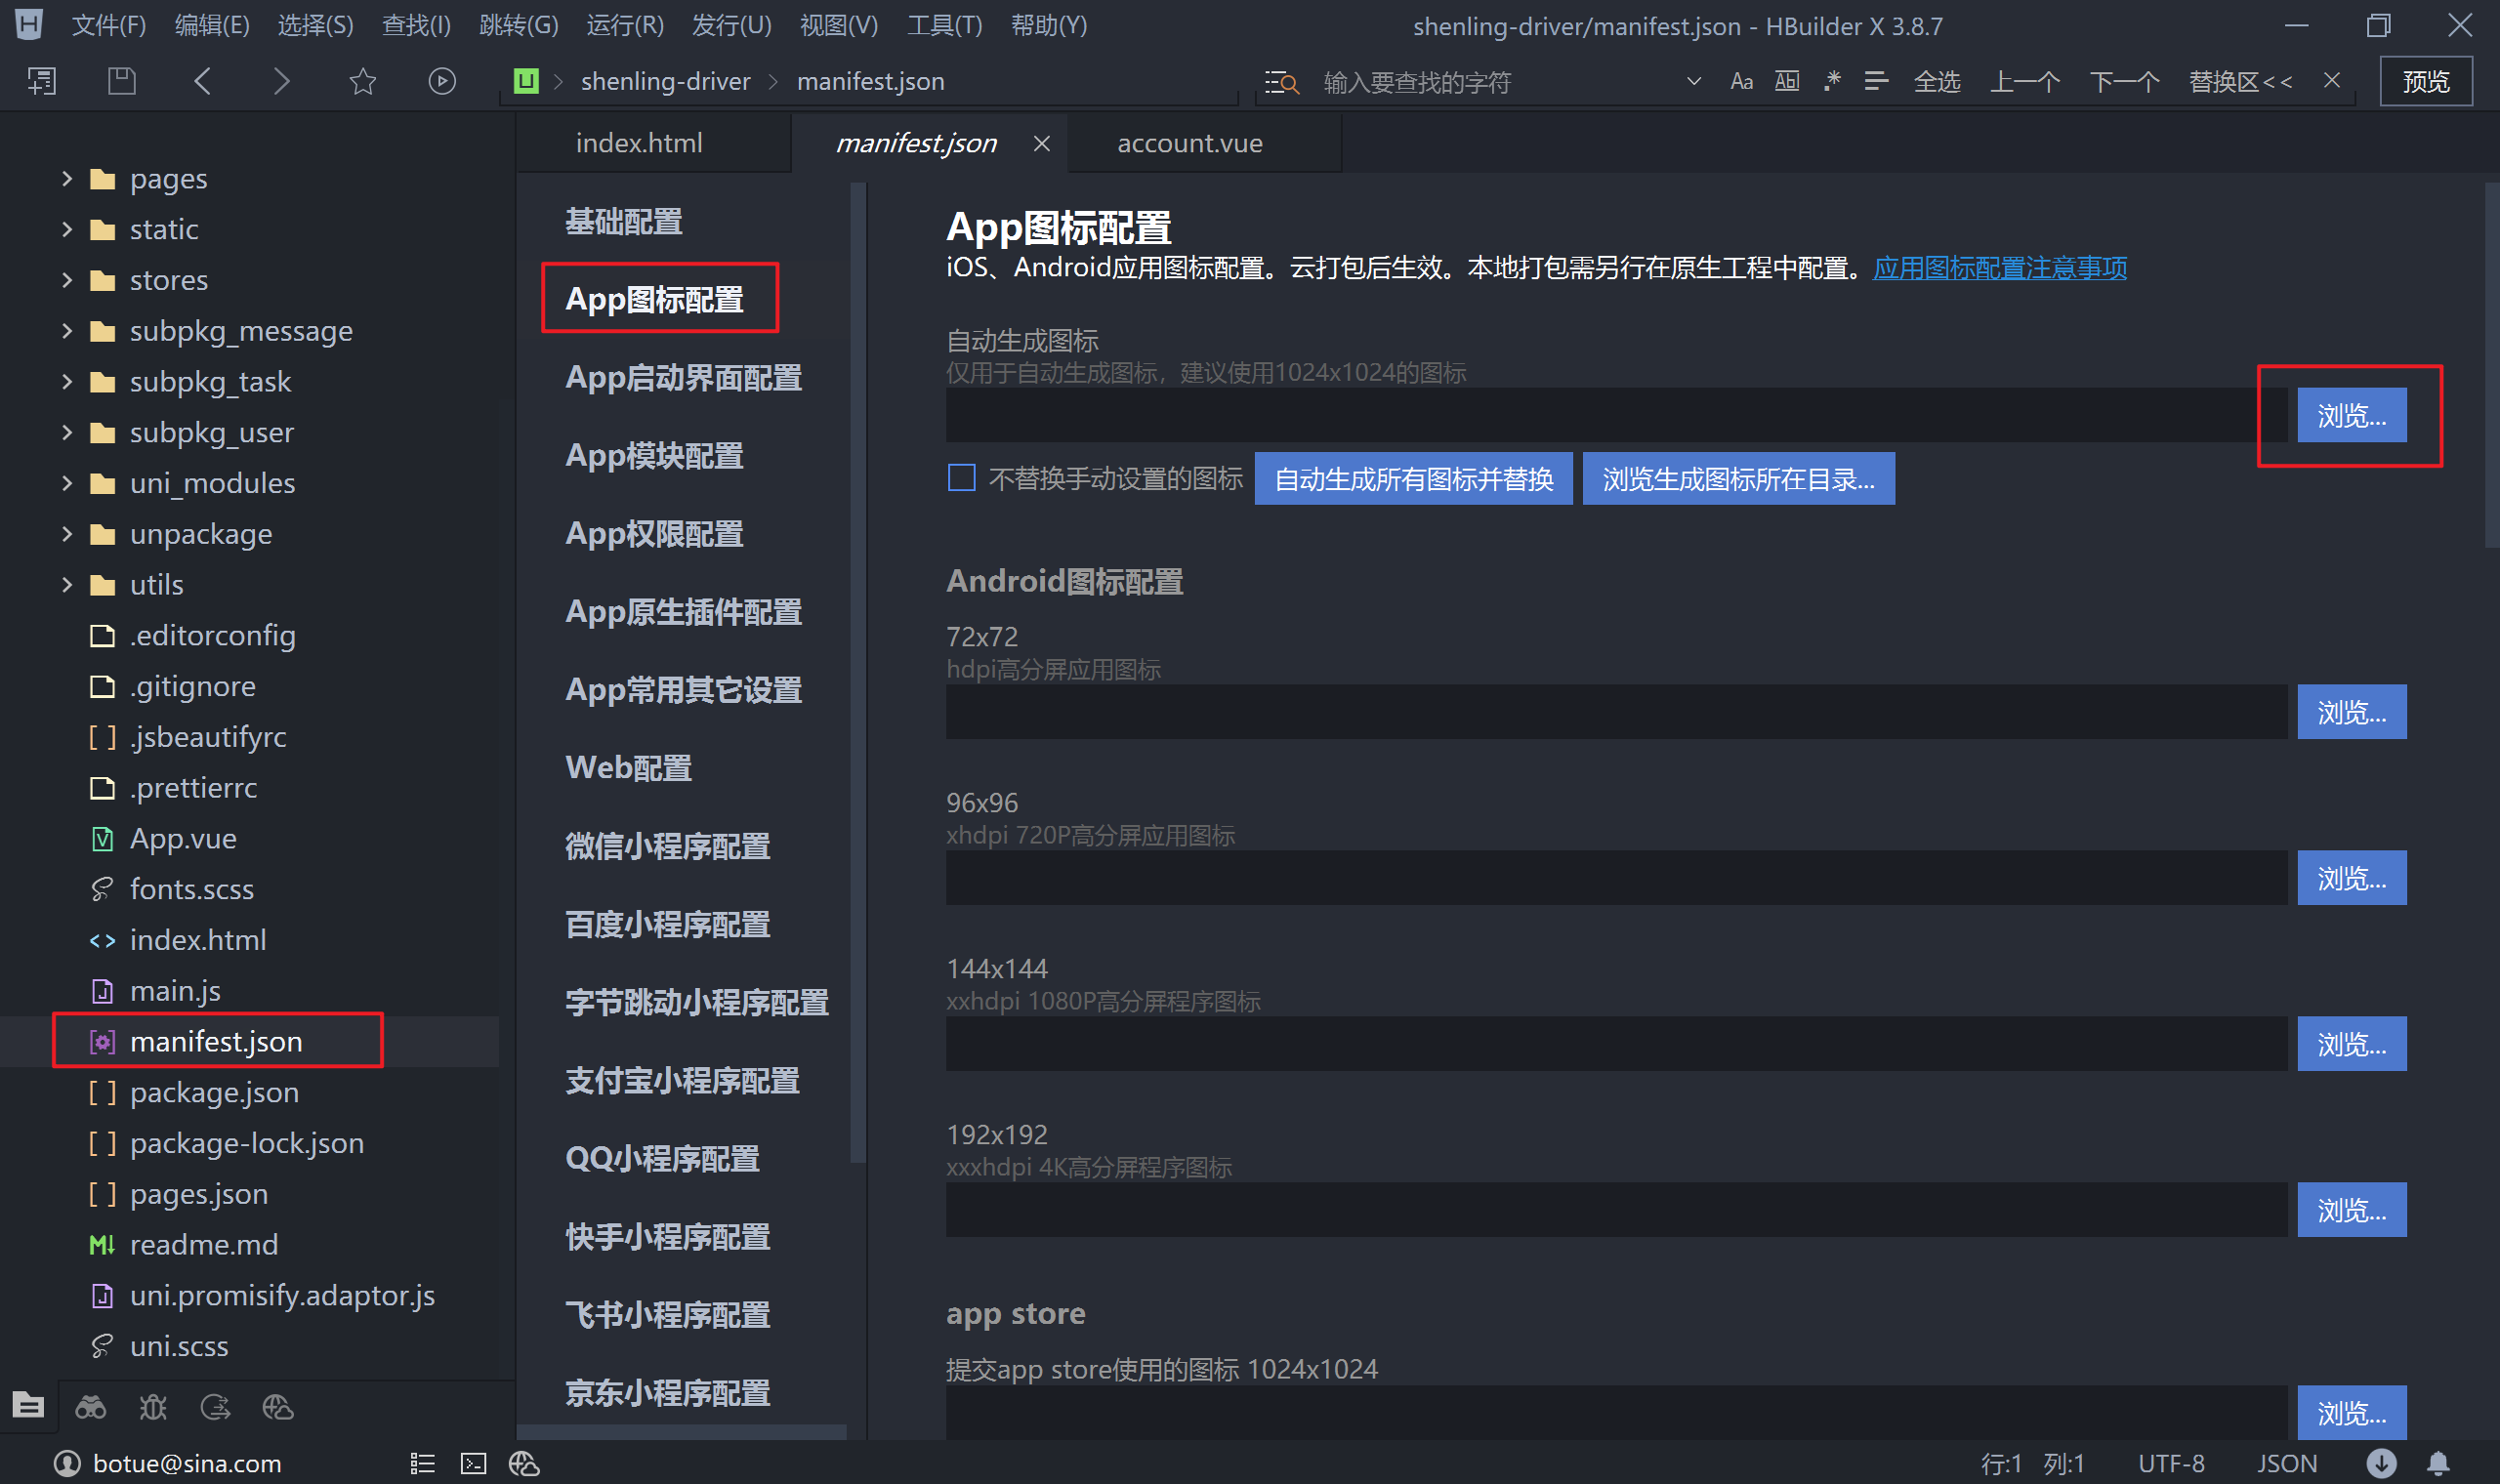 文件(F) 编辑(E) 选择(S) 查找(I) 跳转(G) 运行(R) 发行(U) 视图(V) 工具(T) 帮助(Y) shenling-driver/manifest.json - HBuilder X 3.8.7
shenling-driver manifest.json 输入要查找的字符 Aa Ab| .* 全选 上一个 下一个 替换区<< 预览
index.html manifest.json account.vue
pages
static
stores
subpkg_message
subpkg_task
subpkg_user
uni_modules
unpackage
utils
.editorconfig
.gitignore
.jsbeautifyrc
.prettierrc
App.vue
fonts.scss
index.html
main.js
manifest.json
package.json
package-lock.json
pages.json
readme.md
uni.promisify.adaptor.js
uni.scss
基础配置
App图标配置
App启动界面配置
App模块配置
App权限配置
App原生插件配置
App常用其它设置
Web配置
微信小程序配置
百度小程序配置
字节跳动小程序配置
支付宝小程序配置
QQ小程序配置
快手小程序配置
飞书小程序配置
京东小程序配置
App图标配置
iOS、Android应用图标配置。云打包后生效。本地打包需另行在原生工程中配置。应用图标配置注意事项
自动生成图标
仅用于自动生成图标，建议使用1024x1024的图标
浏览...
不替换手动设置的图标 自动生成所有图标并替换 浏览生成图标所在目录...
Android图标配置
72x72
hdpi高分屏应用图标
浏览...
96x96
xhdpi 720P高分屏应用图标
浏览...
144x144
xxhdpi 1080P高分屏程序图标
浏览...
192x192
xxxhdpi 4K高分屏程序图标
浏览...
app store
提交app store使用的图标 1024x1024
浏览...
botue@sina.com 行:1 列:1 UTF-8 JSON